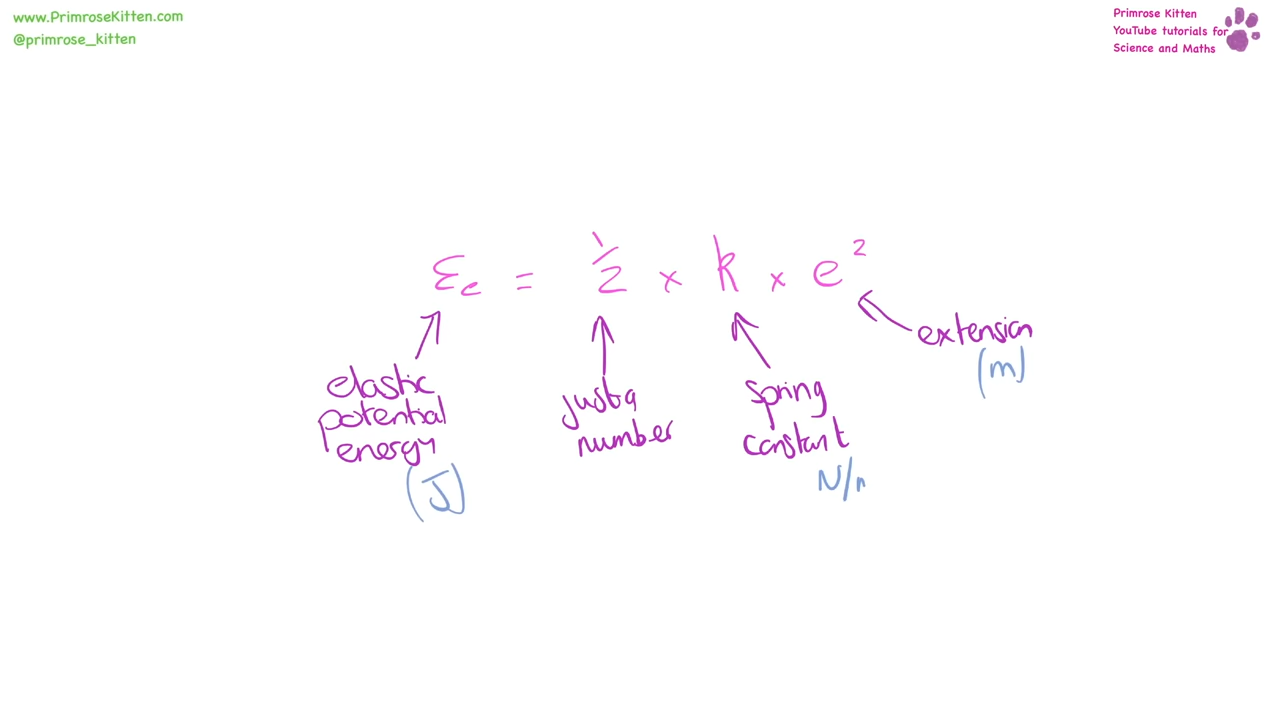 www.PrimroseKitten.com
@primrose_kitten
Primrose Kitten
YouTube tutorials for
Science and Maths
Ee = 1/2 × k × e²
extension
(m)
elastic
potential
energy
(J)
just a
number
spring
constant
N/